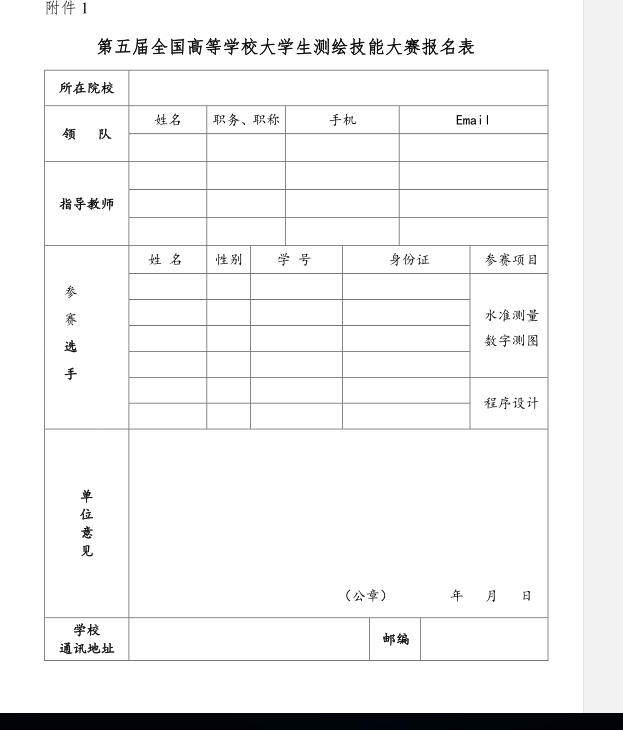 附件 1
第五届全国高等学校大学生测绘技能大赛报名表
所在院校
领 队
姓名 职务、职称 手机 Email
指导教师
参
赛
选
手
姓 名 性别 学 号 身份证 参赛项目
水准测量
数字测图
程序设计
单
位
意
见
（公章） 年 月 日
学校
通讯地址
邮编